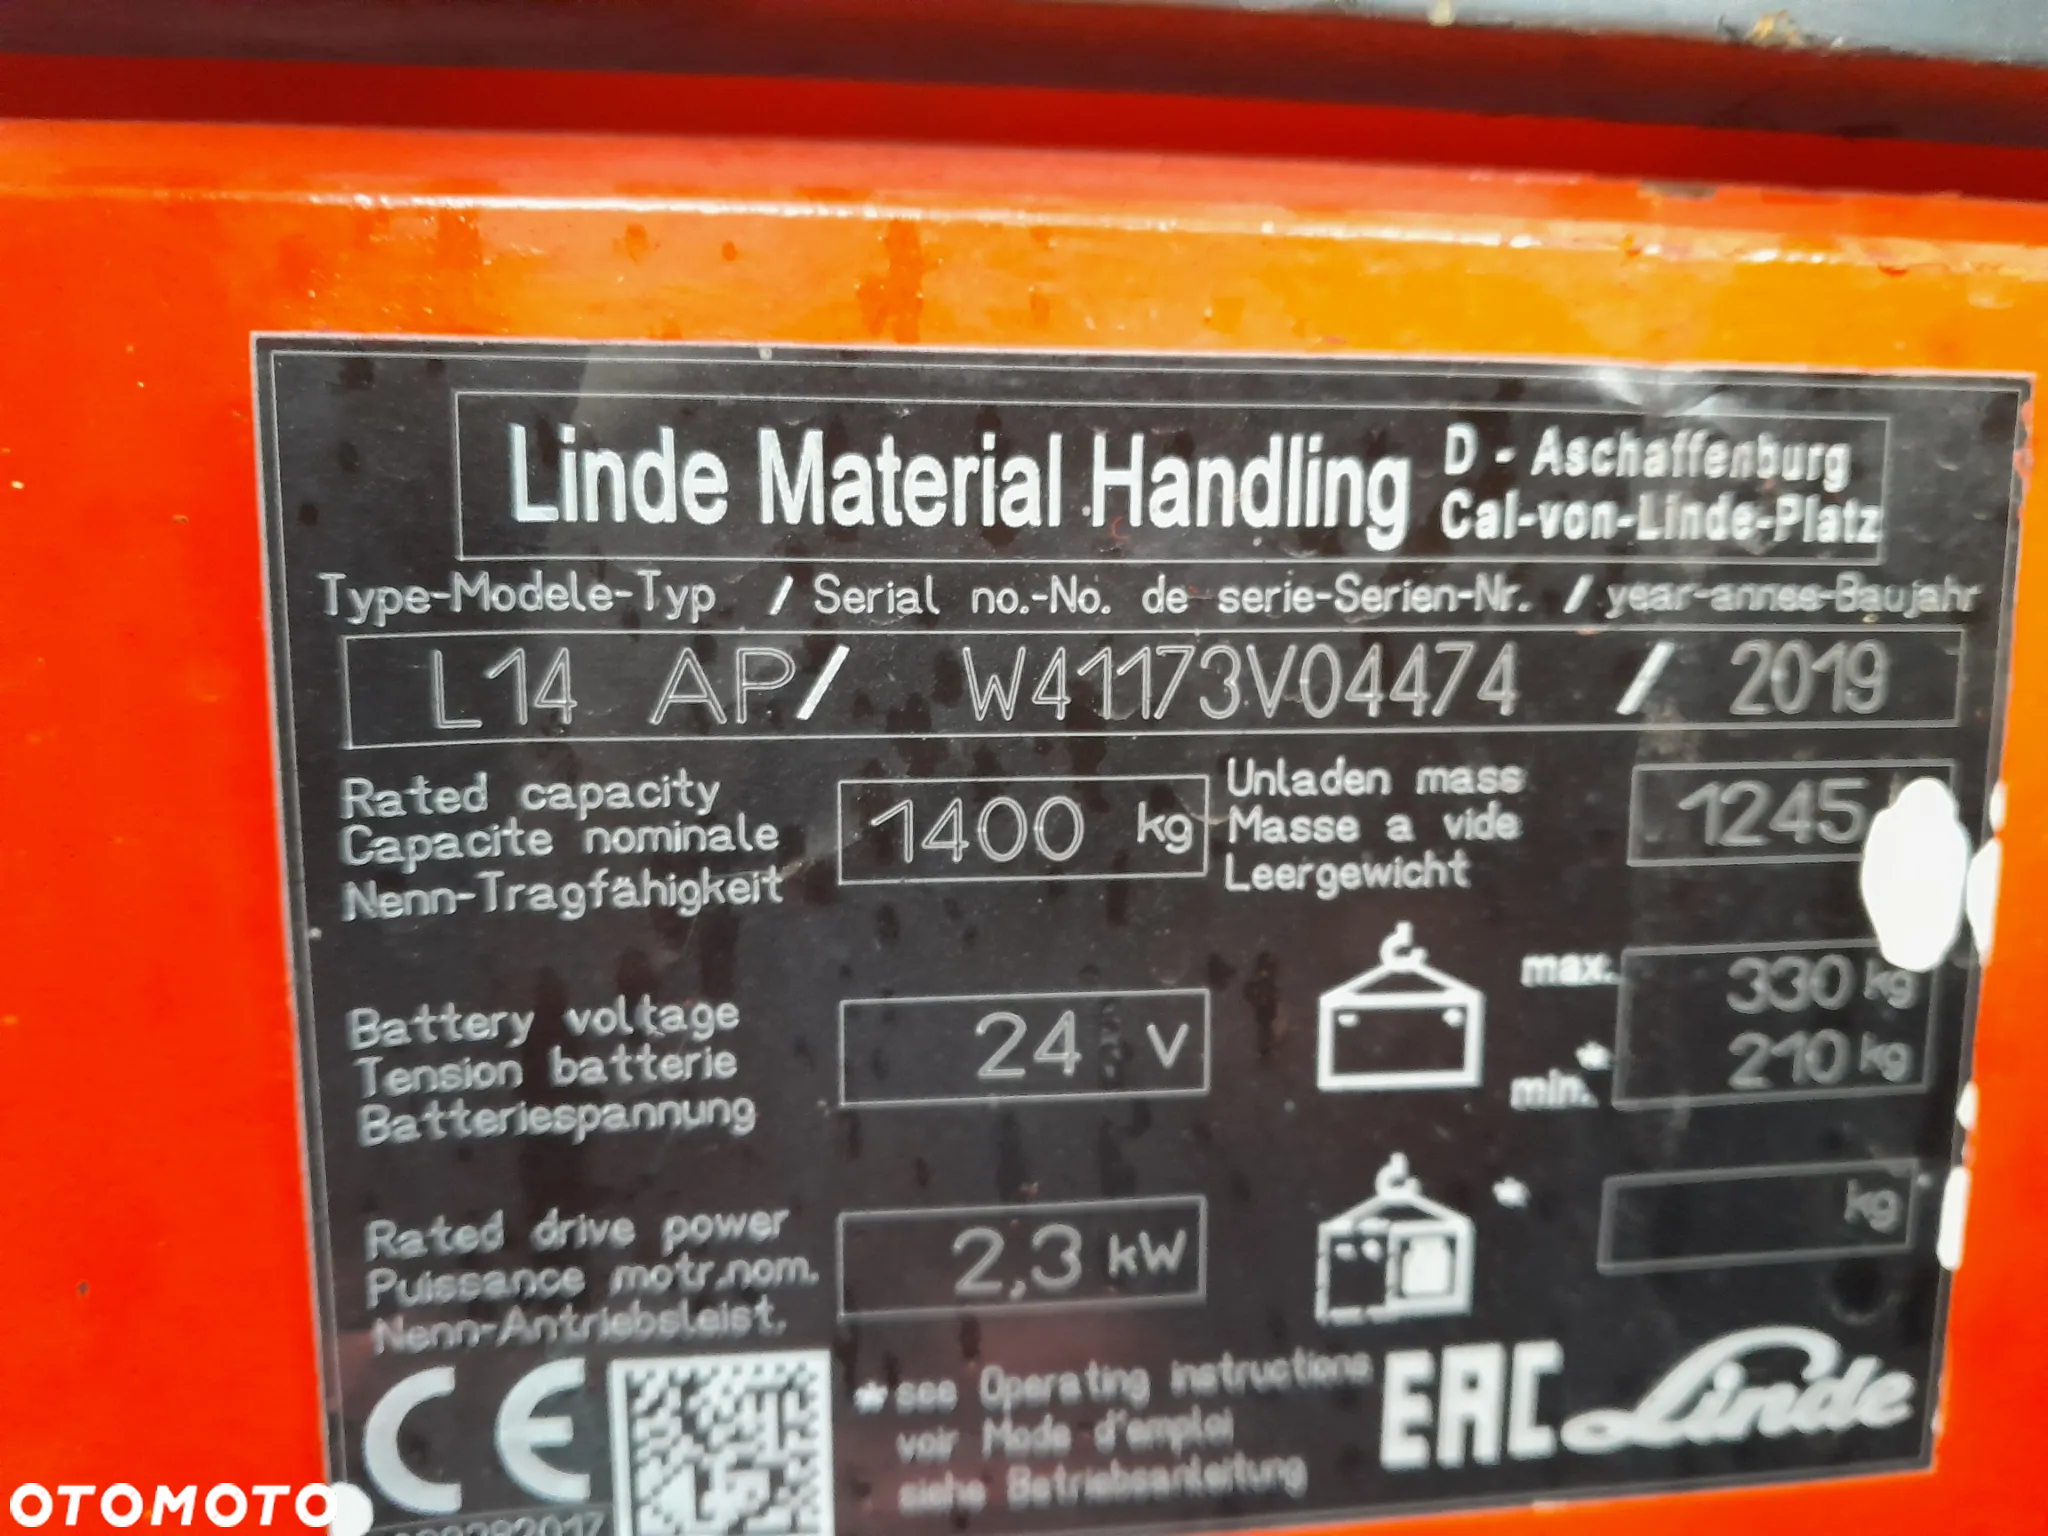 Linde Material Handling
D - Aschaffenburg
Cal-von-Linde-Platz
Type-Modele-Typ / Serial no.-No. de serie-Serien-Nr. / year-annee-Baujahr
L14 AP/ W41173V04474 / 2019
Rated capacity
Capacite nominale
Nenn-Tragfähigkeit
1400 kg
Unladen mass
Masse a vide
Leergewicht
1245
Battery voltage
Tension batterie
Batteriespannung
24 V
max.
330 kg
* min.
210 kg
Rated drive power
Puissance motr.nom.
Nenn-Antriebsleist.
2,3 kW
*
kg
CE
* see Operating instructions
voir Mode d'emploi
siehe Betriebsanleitung
EAC
Linde
OTOMOTO